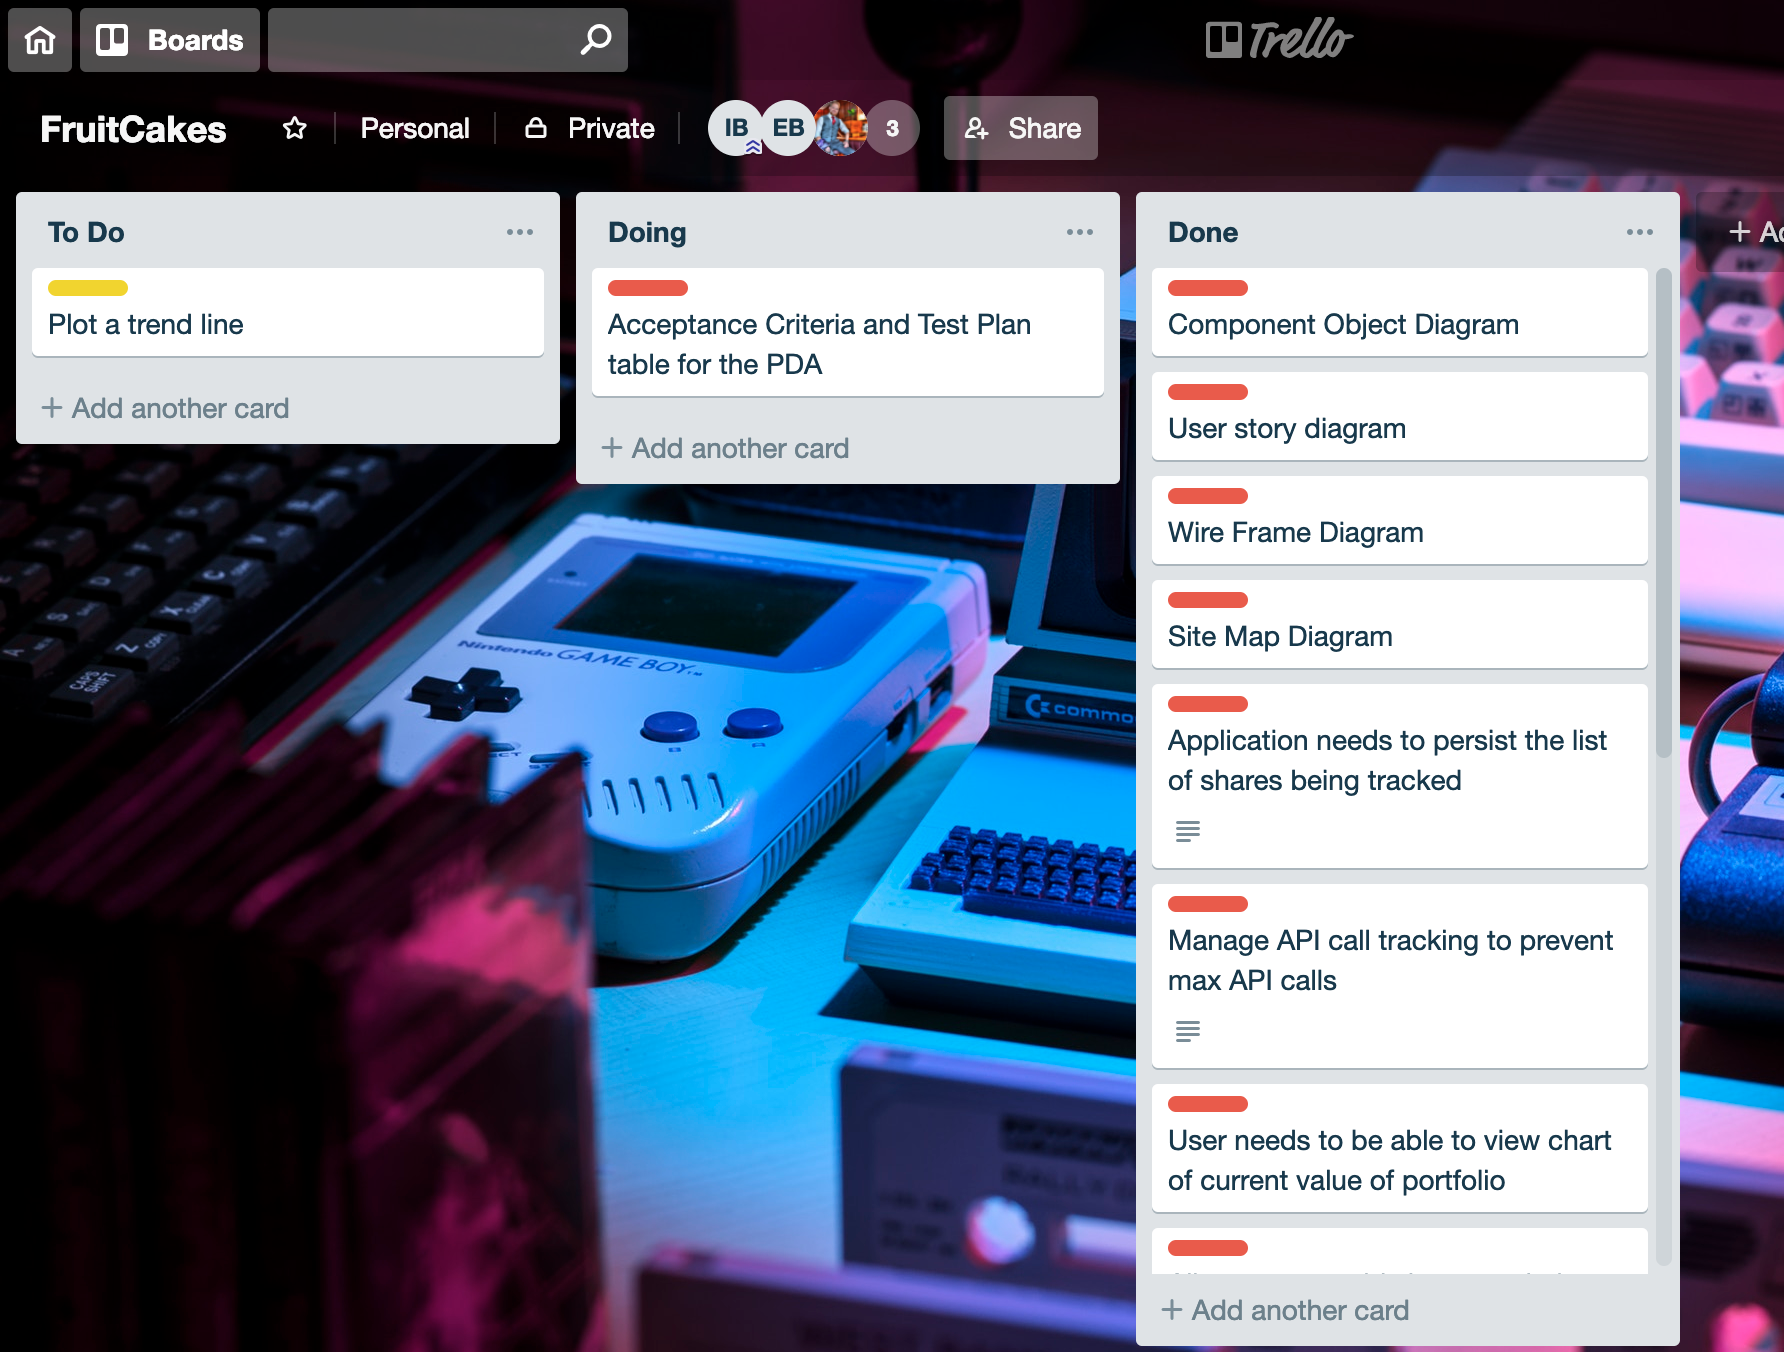 Boards
Trello
FruitCakes
Personal
Private
IB
EB
3
Share
To Do
Plot a trend line
+ Add another card
Doing
Acceptance Criteria and Test Plan
table for the PDA
+ Add another card
Done
Component Object Diagram
User story diagram
Wire Frame Diagram
Site Map Diagram
Application needs to persist the list
of shares being tracked
Manage API call tracking to prevent
max API calls
User needs to be able to view chart
of current value of portfolio
+ Add another card
Nintendo GAME BOY™
CAPS
SHIFT
A
S
D
Z
COPY
X
C
B
A